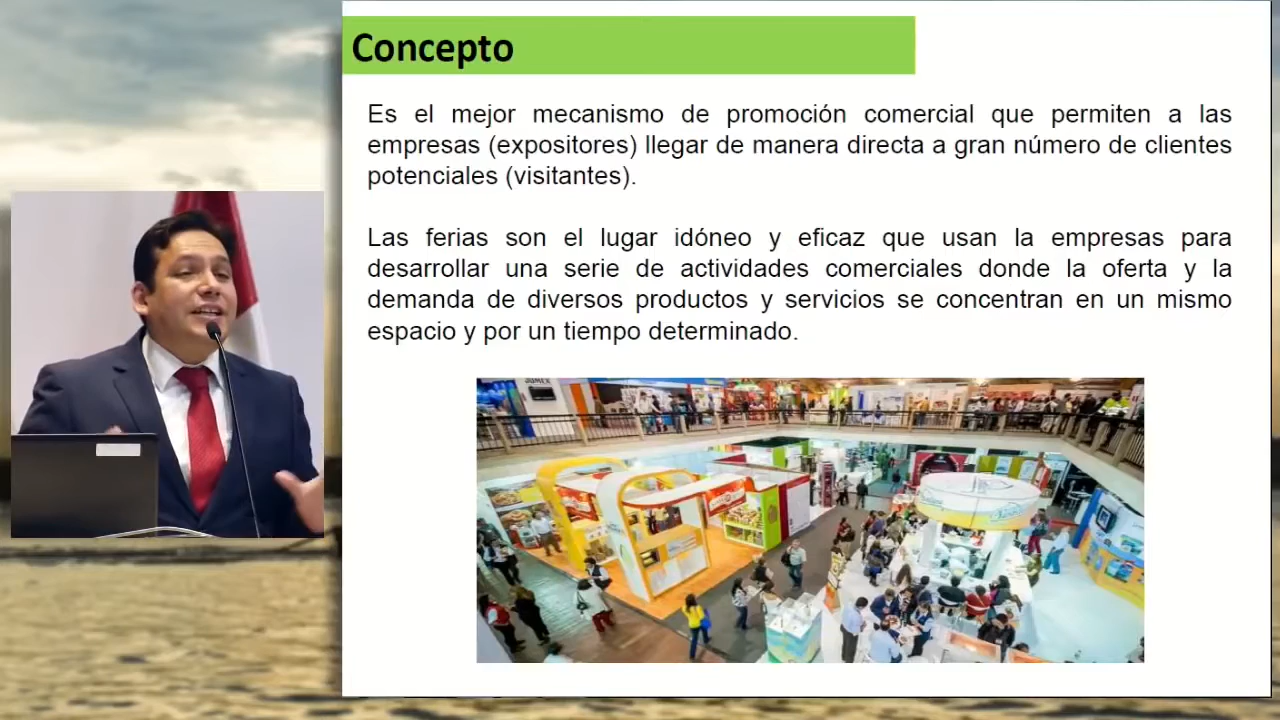 Concepto
Es el mejor mecanismo de promoción comercial que permiten a las
empresas (expositores) llegar de manera directa a gran número de clientes
potenciales (visitantes).
Las ferias son el lugar idóneo y eficaz que usan la empresas para
desarrollar una serie de actividades comerciales donde la oferta y la
demanda de diversos productos y servicios se concentran en un mismo
espacio y por un tiempo determinado.
JUMEX